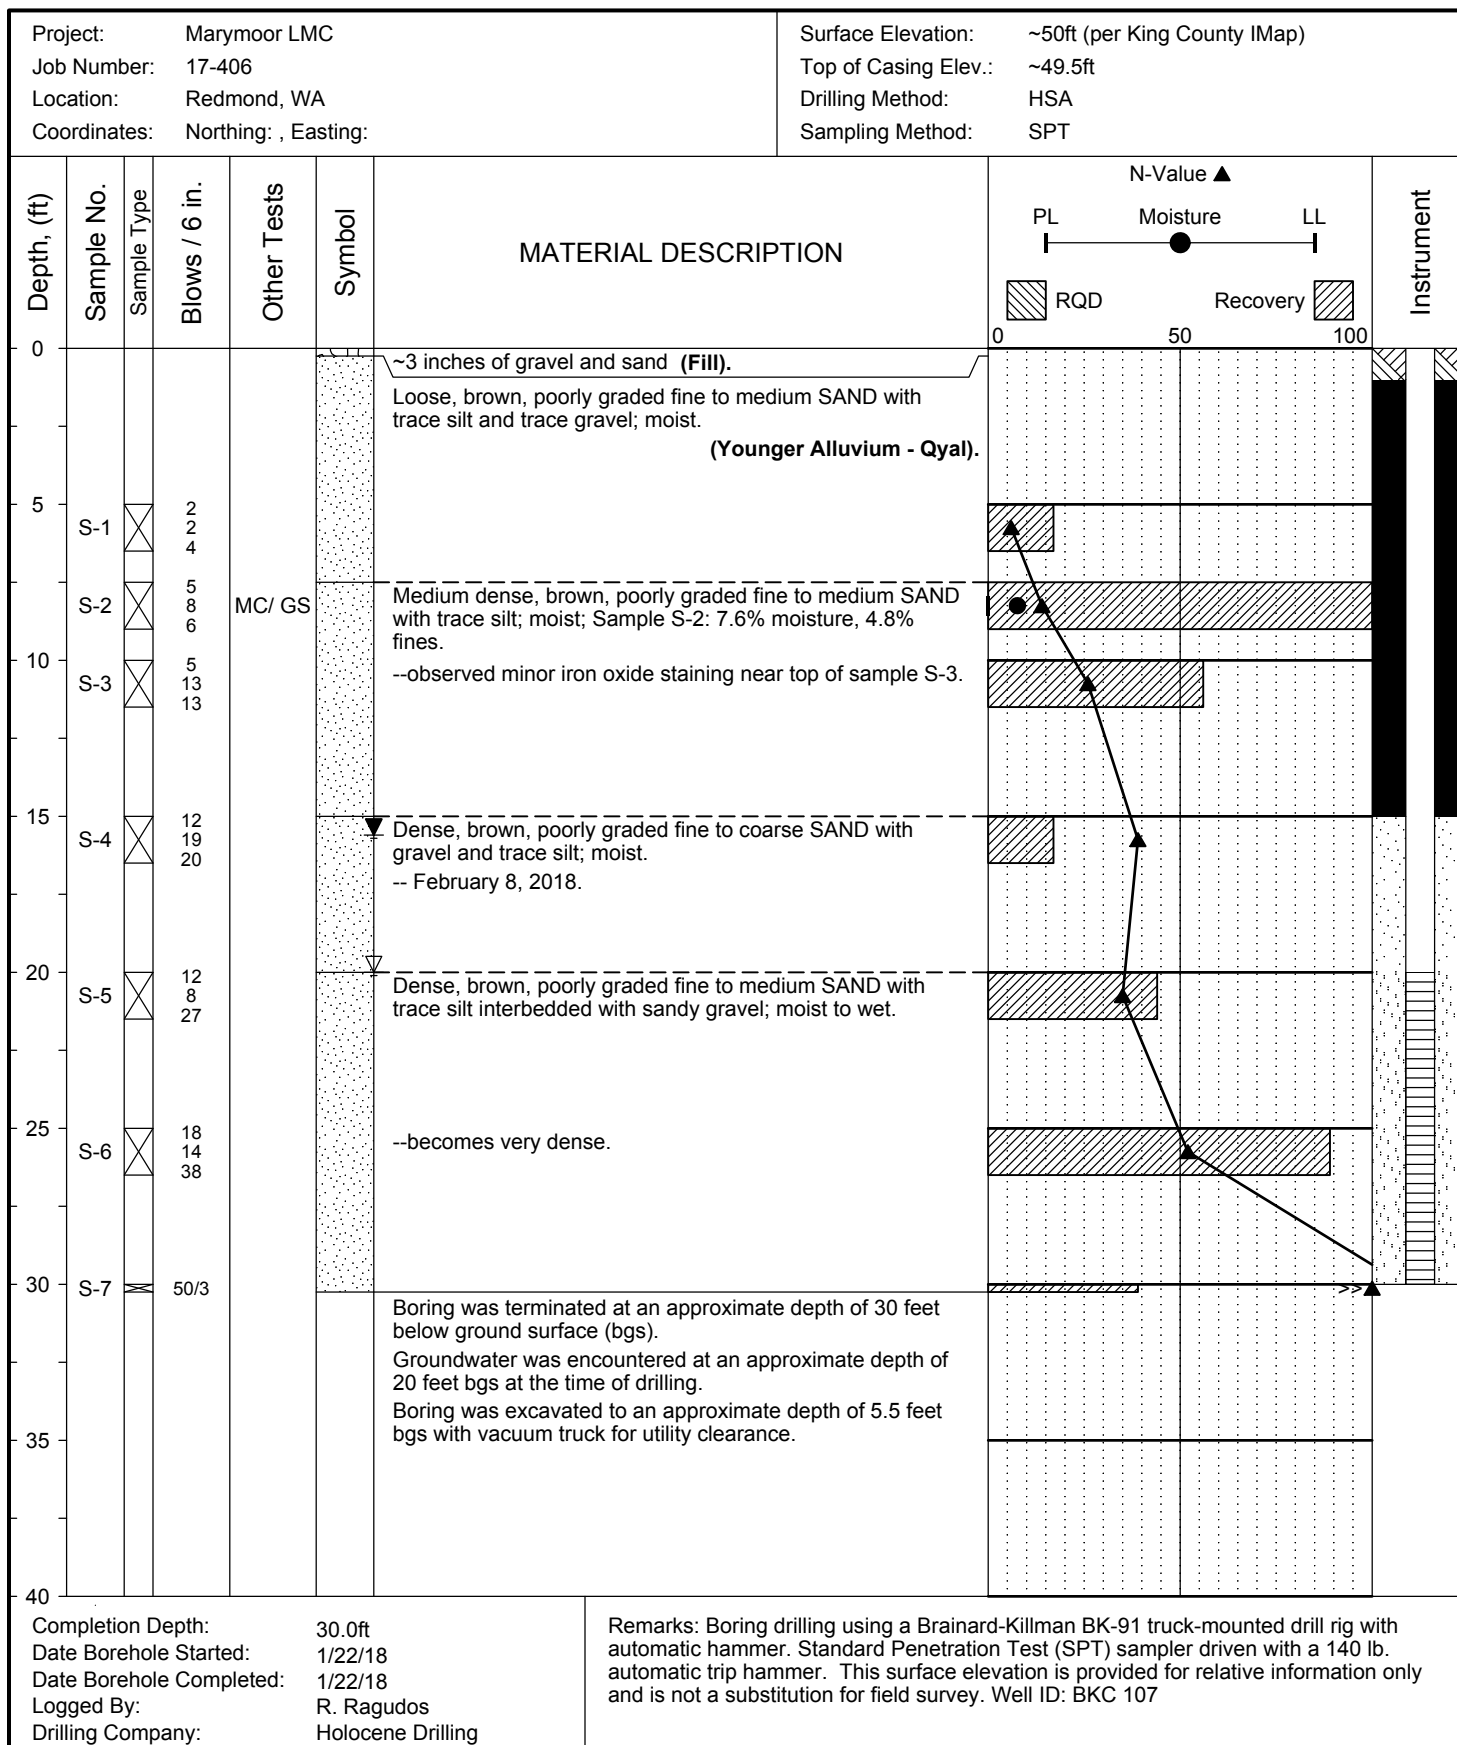 Project: Marymoor LMC
Job Number: 17-406
Location: Redmond, WA
Coordinates: Northing: , Easting:
Surface Elevation: ~50ft (per King County IMap)
Top of Casing Elev.: ~49.5ft
Drilling Method: HSA
Sampling Method: SPT
Depth, (ft)
Sample No.
Sample Type
Blows / 6 in.
Other Tests
Symbol
MATERIAL DESCRIPTION
N-Value ▲
PL Moisture LL
RQD Recovery
0 50 100
Instrument
0
~3 inches of gravel and sand (Fill).
Loose, brown, poorly graded fine to medium SAND with
trace silt and trace gravel; moist.
(Younger Alluvium - Qyal).
5
S-1
2
2
4
S-2
5
8
6
MC/ GS
Medium dense, brown, poorly graded fine to medium SAND
with trace silt; moist; Sample S-2: 7.6% moisture, 4.8%
fines.
10
S-3
5
13
13
--observed minor iron oxide staining near top of sample S-3.
15
S-4
12
19
20
Dense, brown, poorly graded fine to coarse SAND with
gravel and trace silt; moist.
-- February 8, 2018.
20
S-5
12
8
27
Dense, brown, poorly graded fine to medium SAND with
trace silt interbedded with sandy gravel; moist to wet.
25
S-6
18
14
38
--becomes very dense.
30
S-7
50/3
>>
Boring was terminated at an approximate depth of 30 feet
below ground surface (bgs).
Groundwater was encountered at an approximate depth of
20 feet bgs at the time of drilling.
Boring was excavated to an approximate depth of 5.5 feet
bgs with vacuum truck for utility clearance.
35
40
Completion Depth: 30.0ft
Date Borehole Started: 1/22/18
Date Borehole Completed: 1/22/18
Logged By: R. Ragudos
Drilling Company: Holocene Drilling
Remarks: Boring drilling using a Brainard-Killman BK-91 truck-mounted drill rig with
automatic hammer. Standard Penetration Test (SPT) sampler driven with a 140 lb.
automatic trip hammer. This surface elevation is provided for relative information only
and is not a substitution for field survey. Well ID: BKC 107